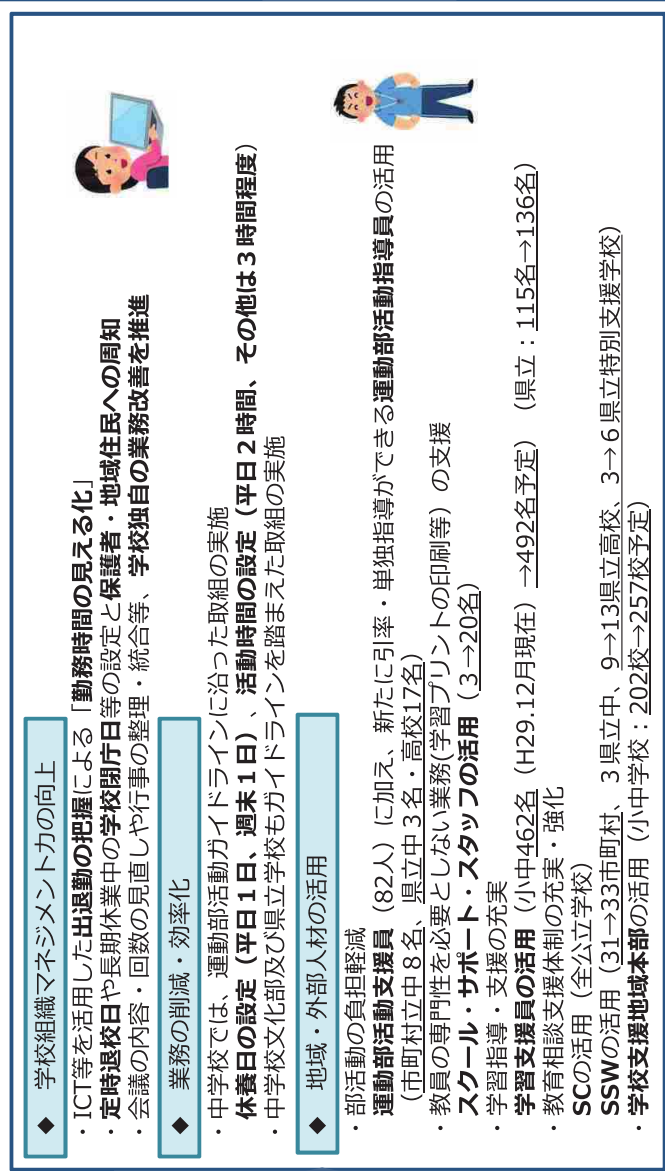 ◆ 学校組織マネジメント力の向上
・ICT等を活用した出退勤の把握による「勤務時間の見える化」
・定時退校日や長期休業中の学校閉庁日等の設定と保護者・地域住民への周知
・会議の内容・回数の見直しや行事の整理・統合等、学校独自の業務改善を推進
◆ 業務の削減・効率化
・中学校では、運動部活動ガイドラインに沿った取組の実施
休養日の設定（平日１日、週末１日）、活動時間の設定（平日２時間、その他は３時間程度）
・中学校文化部及び県立学校もガイドラインを踏まえた取組の実施
◆ 地域・外部人材の活用
・部活動の負担軽減
運動部活動支援員（82人）に加え、新たに引率・単独指導ができる運動部活動指導員の活用
（市町村立中８名、県立中３名・高校17名）
・教員の専門性を必要としない業務(学習プリントの印刷等）の支援
スクール・サポート・スタッフの活用（３→20名）
・学習指導・支援の充実
学習支援員の活用（小中462名（H29.12月現在）→492名予定）（県立：115名→136名）
・教育相談支援体制の充実・強化
SCの活用（全公立学校）
SSWの活用（31→33市町村、３県立中、9→13県立高校、3→６県立特別支援学校）
・学校支援地域本部の活用（小中学校：202校→257校予定）